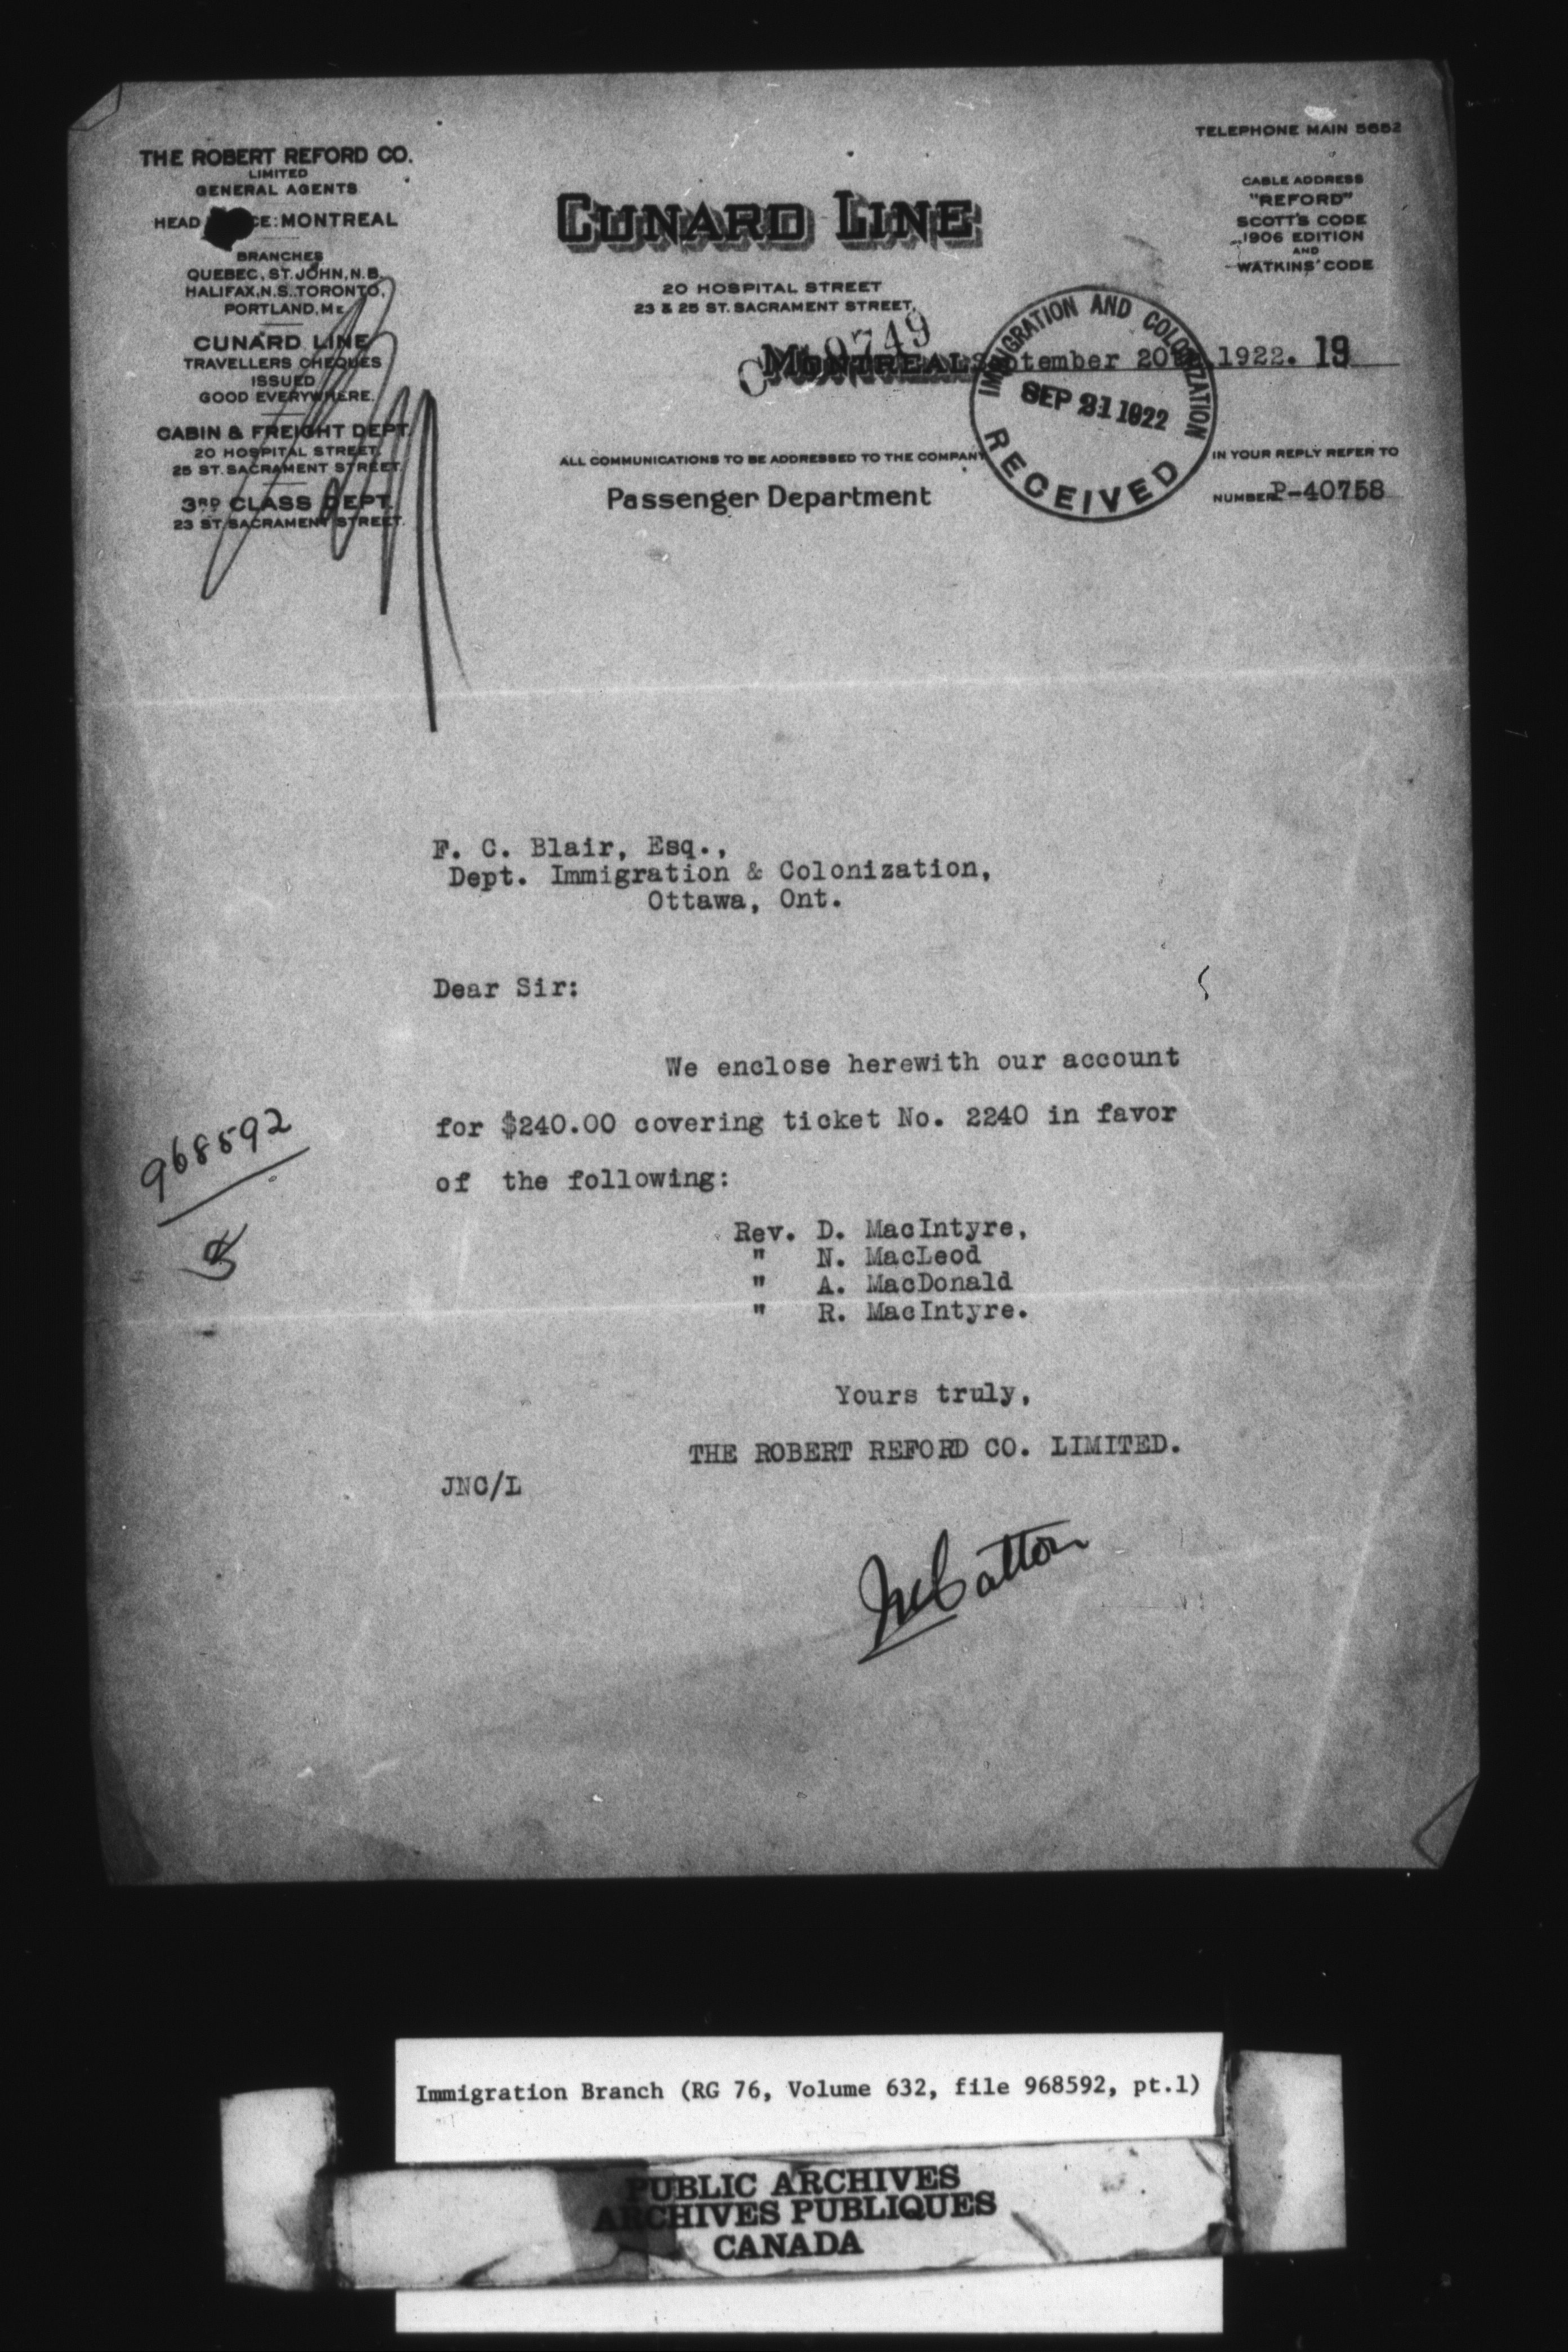 THE ROBERT REFORD CO.
LIMITED
GENERAL AGENTS
HEAD CE: MONTREAL
BRANCHES
QUEBEC, ST. JOHN, N.B.
HALIFAX, N.S. TORONTO,
PORTLAND, ME.
CUNARD LINE
TRAVELLERS CHEQUES
ISSUED
GOOD EVERYWHERE.
CABIN & FREIGHT DEPT.
20 HOSPITAL STREET.
25 ST. SACRAMENT STREET.
3RD CLASS DEPT.
23 ST. SACRAMENT STREET.
CUNARD LINE
20 HOSPITAL STREET
23 & 25 ST. SACRAMENT STREET,
TELEPHONE MAIN 5652
CABLE ADDRESS
"REFORD"
SCOTT'S CODE
1906 EDITION
AND
WATKINS' CODE
MONTREAL September 20th, 1922. 19
IMMIGRATION AND COLONIZATION
SEP 21 1922
RECEIVED
ALL COMMUNICATIONS TO BE ADDRESSED TO THE COMPANY
Passenger Department
IN YOUR REPLY REFER TO
NUMBER P-40758
F. C. Blair, Esq.,
Dept. Immigration & Colonization,
Ottawa, Ont.
Dear Sir:
We enclose herewith our account
for $240.00 covering ticket No. 2240 in favor
of the following:
968592
Rev. D. MacIntyre,
" N. MacLeod
" A. MacDonald
" R. MacIntyre.
Yours truly,
THE ROBERT REFORD CO. LIMITED.
JNC/L
Immigration Branch (RG 76, Volume 632, file 968592, pt.1)
PUBLIC ARCHIVES
ARCHIVES PUBLIQUES
CANADA